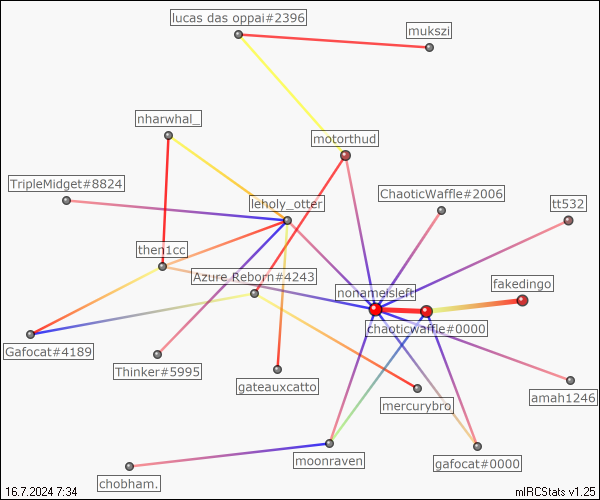 lucas das oppai#2396
mukszi
nharwhal_
motorthud
TripleMidget#8824
ChaoticWaffle#2006
leholy_otter
tt532
then1cc
Azure Reborn#4243
fakedingo
nonameisleft
chaoticwaffle#0000
Gafocat#4189
Thinker#5995
gateauxcatto
mercurybro
amah1246
moonraven
gafocat#0000
chobham.
16.7.2024 7:34
mIRCStats v1.25